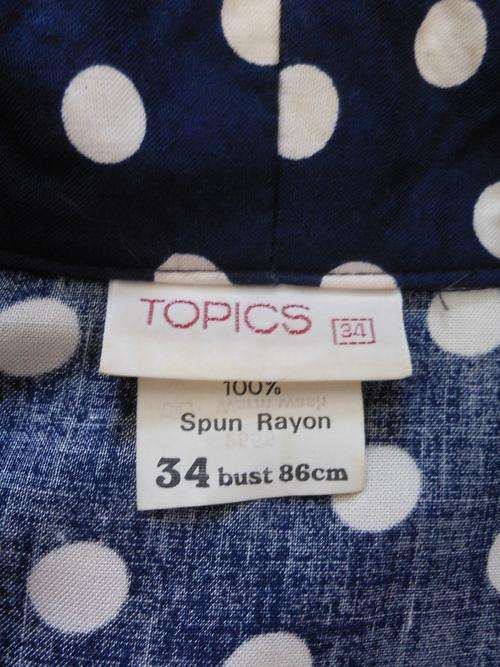 TOPICS 34
100%
Spun Rayon
34 bust 86cm